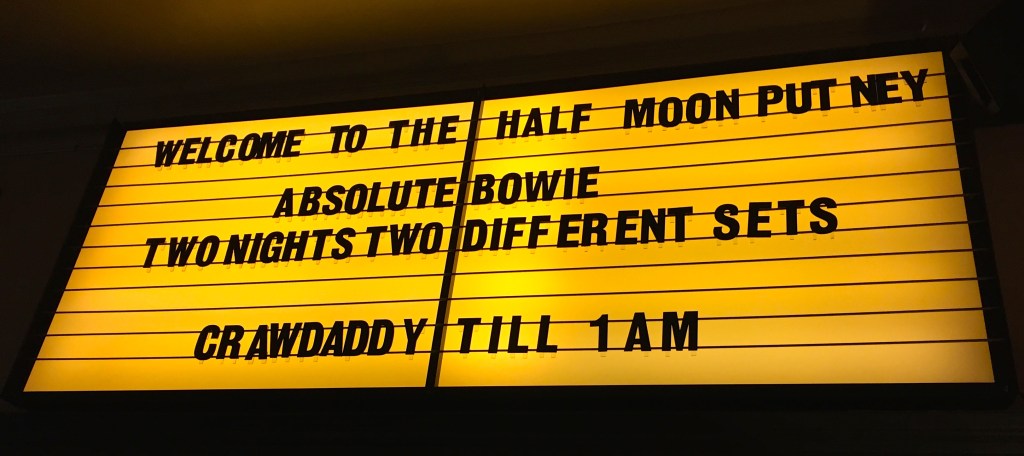 WELCOME TO THE HALF MOON PUTNEY
ABSOLUTE BOWIE
TWO NIGHTS TWO DIFFERENT SETS
CRAWDADDY TILL 1AM